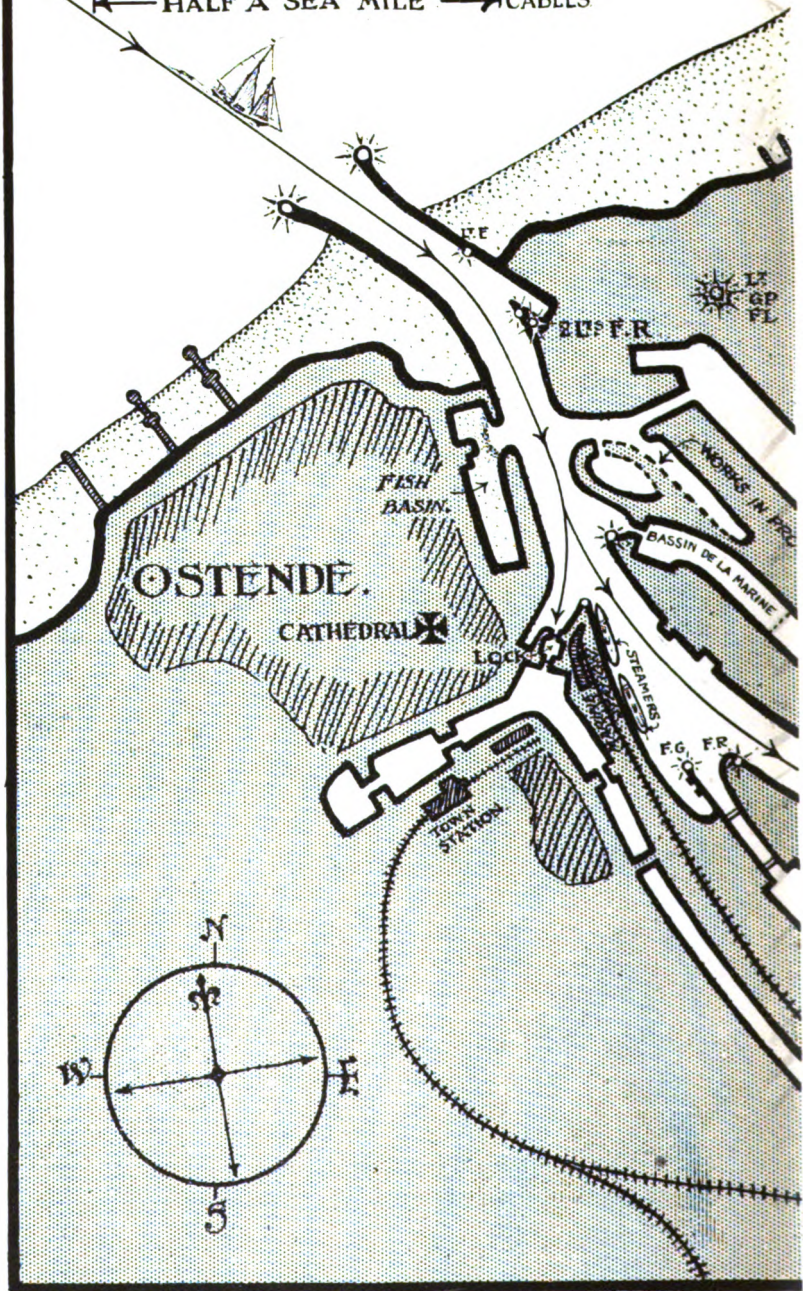 HALF A SEA MILE
CABLES
F.F
2 LTS F.R
LT
GP
FL
FISH
BASIN.
WORKS IN PRO
BASSIN DE LA MARINE
OSTENDE.
CATHEDRAL
LOCK
STEAMERS
F.G.
F.R.
TOWN
STATION.
N
W
E
S